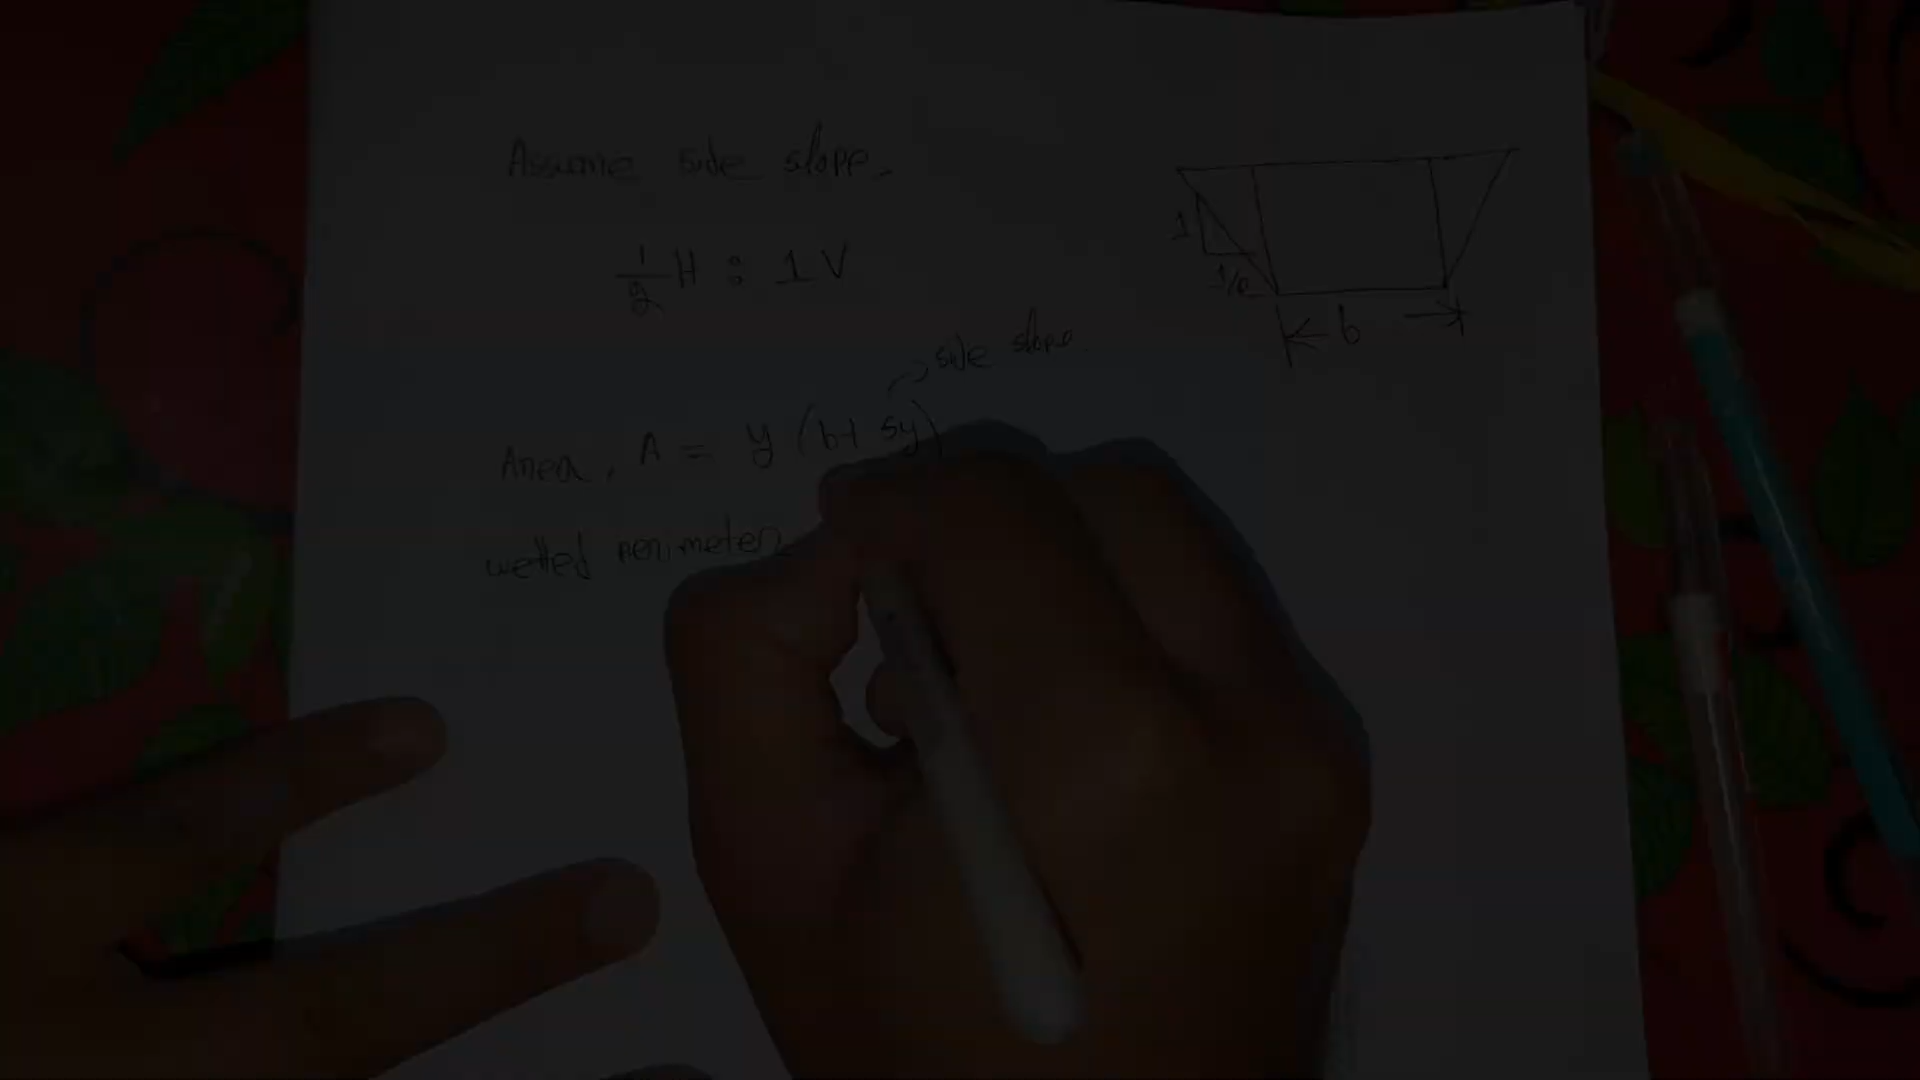 Assume side slope.
1/2 H : 1 V
1
1/2
b
side slope
Area, A = y (b+ sy)
wetted perimeter